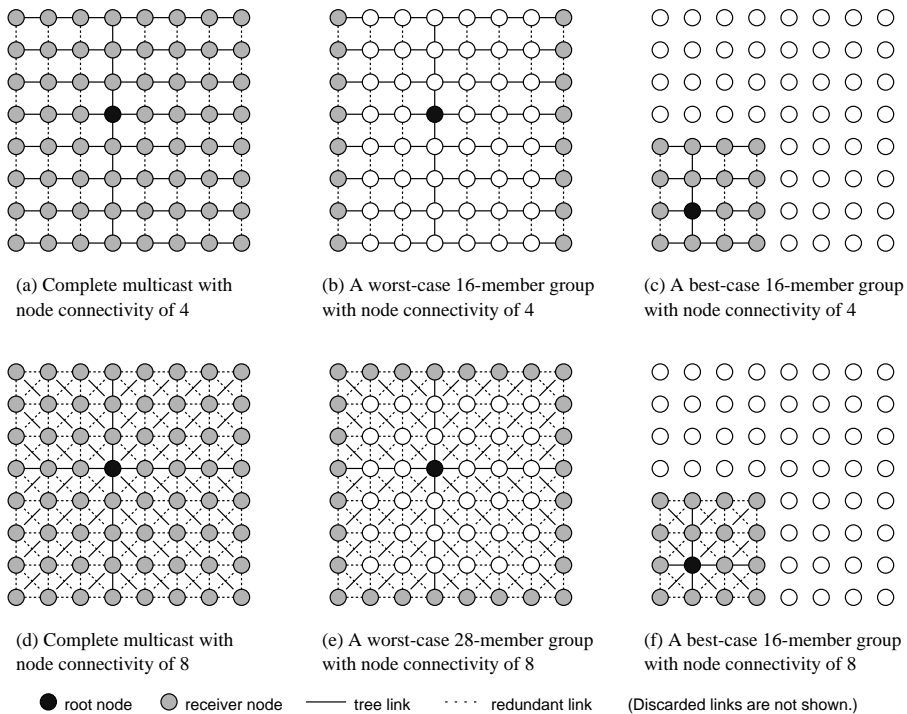 (a) Complete multicast with
node connectivity of 4
(b) A worst-case 16-member group
with node connectivity of 4
(c) A best-case 16-member group
with node connectivity of 4
(d) Complete multicast with
node connectivity of 8
(e) A worst-case 28-member group
with node connectivity of 8
(f) A best-case 16-member group
with node connectivity of 8
root node receiver node tree link redundant link (Discarded links are not shown.)